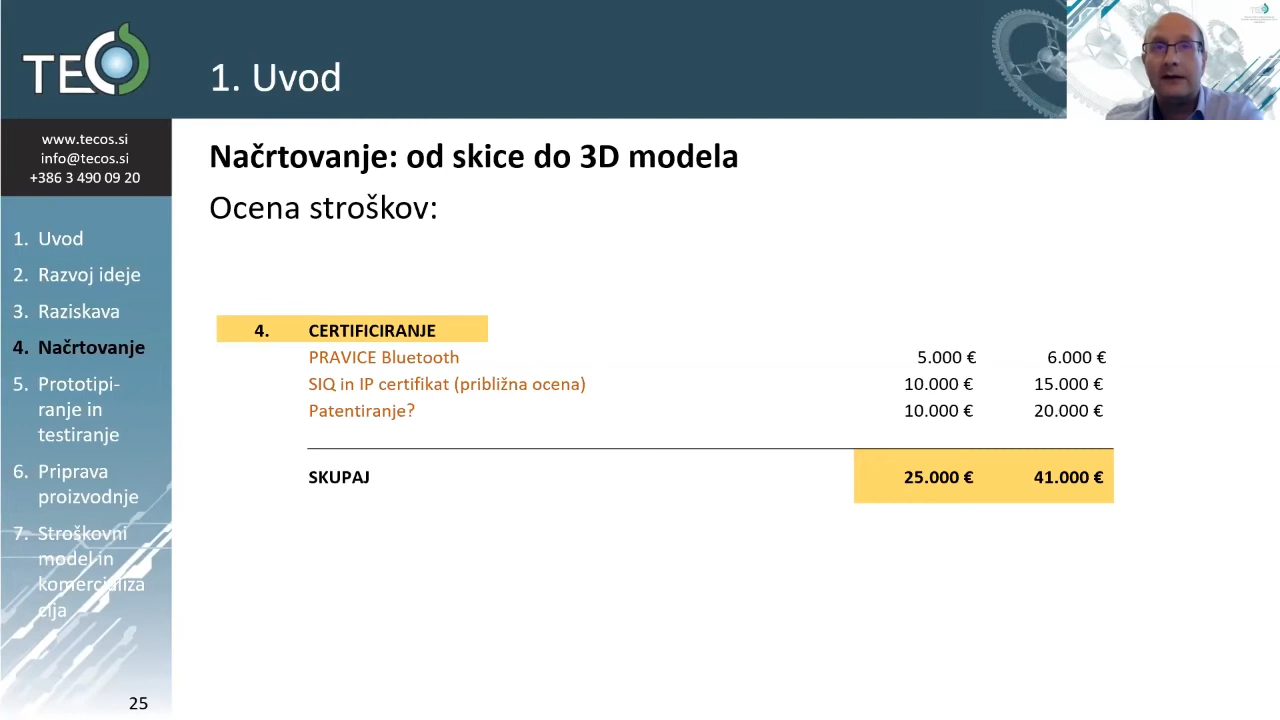 TECOS
1. Uvod
www.tecos.si
info@tecos.si
+386 3 490 09 20
1. Uvod
2. Razvoj ideje
3. Raziskava
4. Načrtovanje
5. Prototipi-
ranje in
testiranje
6. Priprava
proizvodnje
7. Stroškovni
model in
komercializa
cija
25
Načrtovanje: od skice do 3D modela
Ocena stroškov:
4. CERTIFICIRANJE
PRAVICE Bluetooth 5.000 € 6.000 €
SIQ in IP certifikat (približna ocena) 10.000 € 15.000 €
Patentiranje? 10.000 € 20.000 €
SKUPAJ 25.000 € 41.000 €